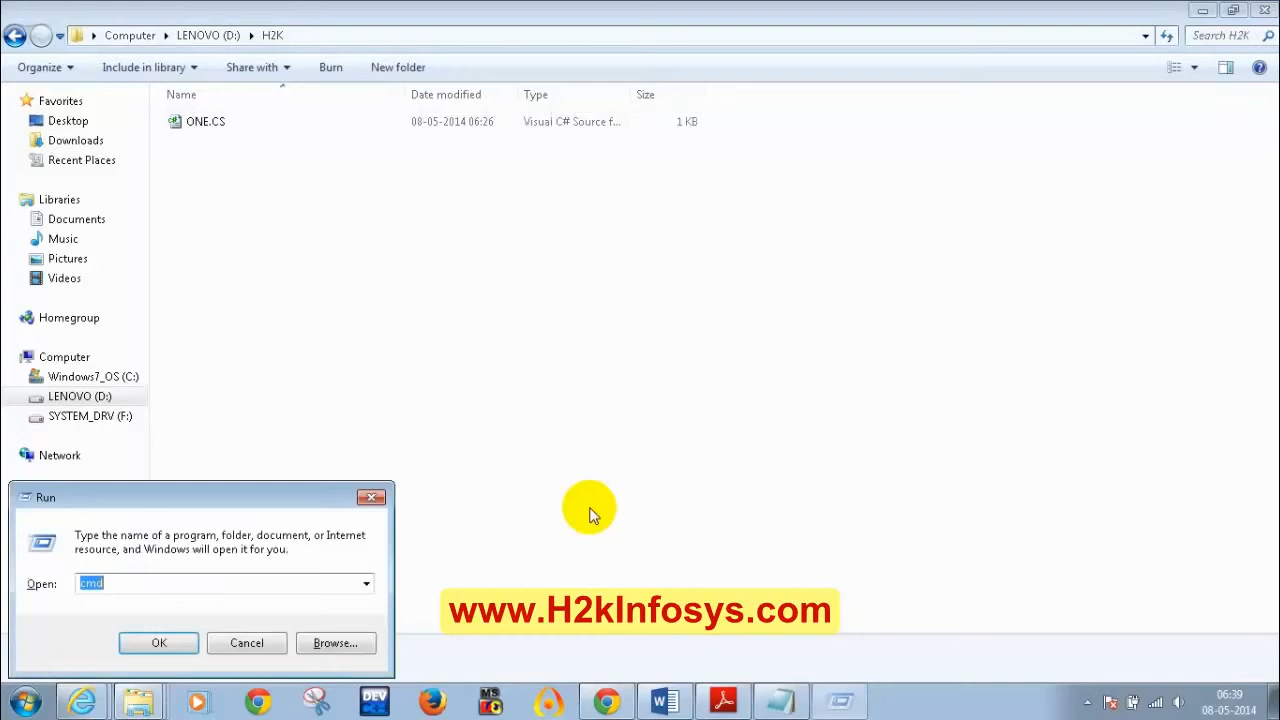 Computer ▸ LENOVO (D:) ▸ H2K
Search H2K
Organize Include in library Share with Burn New folder
Name Date modified Type Size
Favorites
ONE.CS 08-05-2014 06:26 Visual C# Source f... 1 KB
Desktop
Downloads
Recent Places
Libraries
Documents
Music
Pictures
Videos
Homegroup
Computer
Windows7_OS (C:)
LENOVO (D:)
SYSTEM_DRV (F:)
Network
Run
Type the name of a program, folder, document, or Internet
resource, and Windows will open it for you.
Open: cmd
OK Cancel Browse...
www.H2kInfosys.com
DEV
MS
06:39
08-05-2014